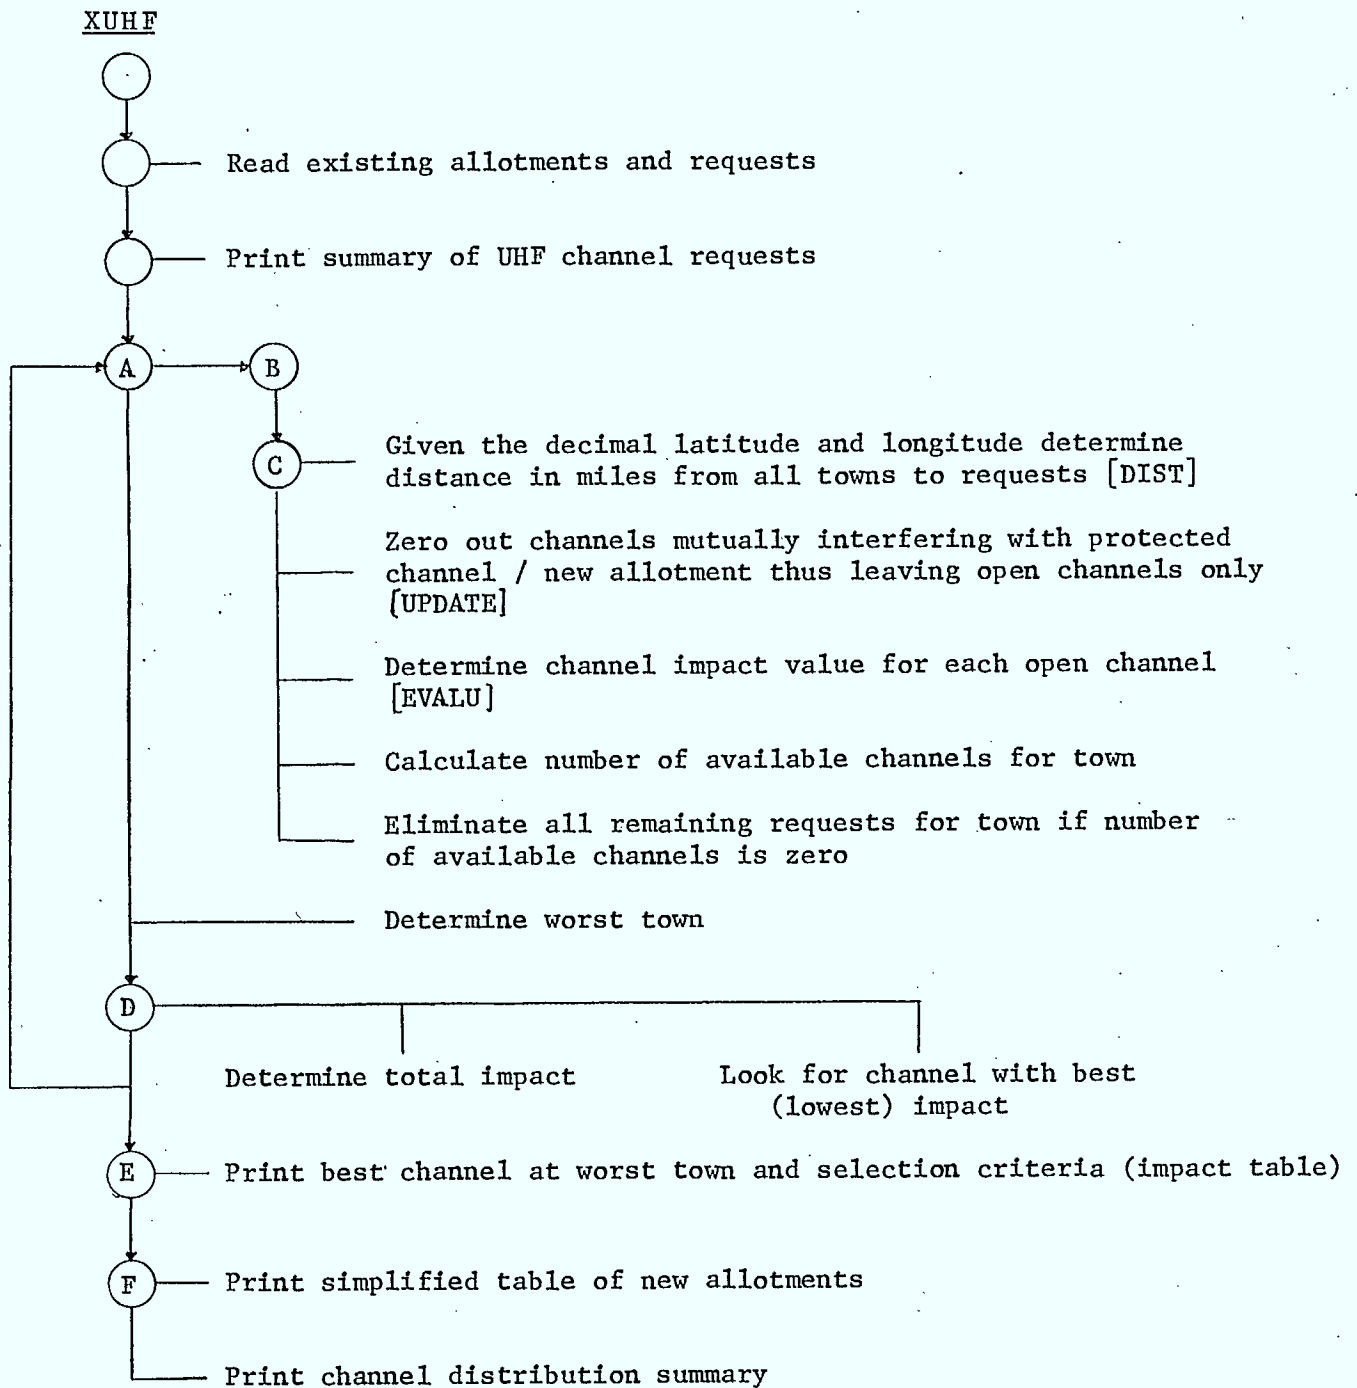 XUHF
Read existing allotments and requests
Print summary of UHF channel requests
A
B
C
Given the decimal latitude and longitude determine
distance in miles from all towns to requests [DIST]
Zero out channels mutually interfering with protected
channel / new allotment thus leaving open channels only
[UPDATE]
Determine channel impact value for each open channel
[EVALU]
Calculate number of available channels for town
Eliminate all remaining requests for town if number
of available channels is zero
Determine worst town
D
Determine total impact
Look for channel with best
(lowest) impact
E
Print best channel at worst town and selection criteria (impact table)
F
Print simplified table of new allotments
Print channel distribution summary